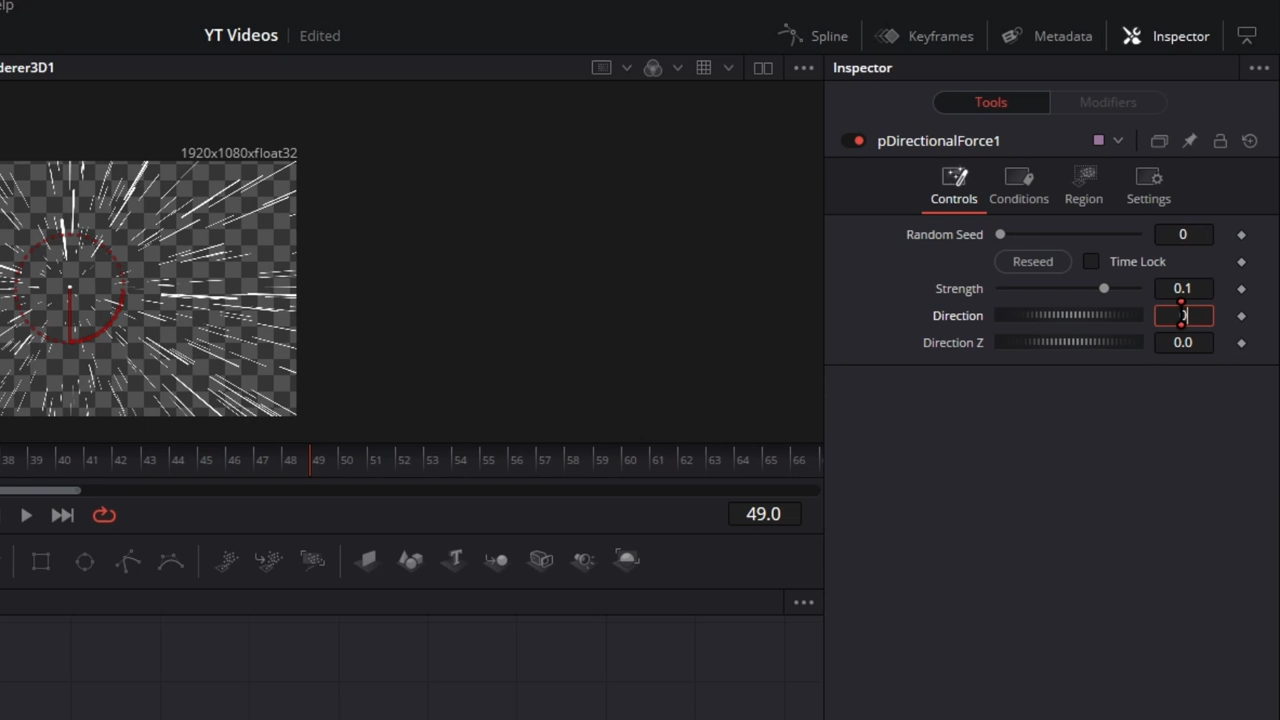 elp
YT Videos Edited Spline Keyframes Metadata Inspector
derer3D1 Inspector
Tools Modifiers
pDirectionalForce1
1920x1080xfloat32
Controls Conditions Region Settings
Random Seed 0
Reseed Time Lock
Strength 0.1
Direction 0
Direction Z 0.0
38 39 40 41 42 43 44 45 46 47 48 49 50 51 52 53 54 55 56 57 58 59 60 61 62 63 64 65 66
49.0